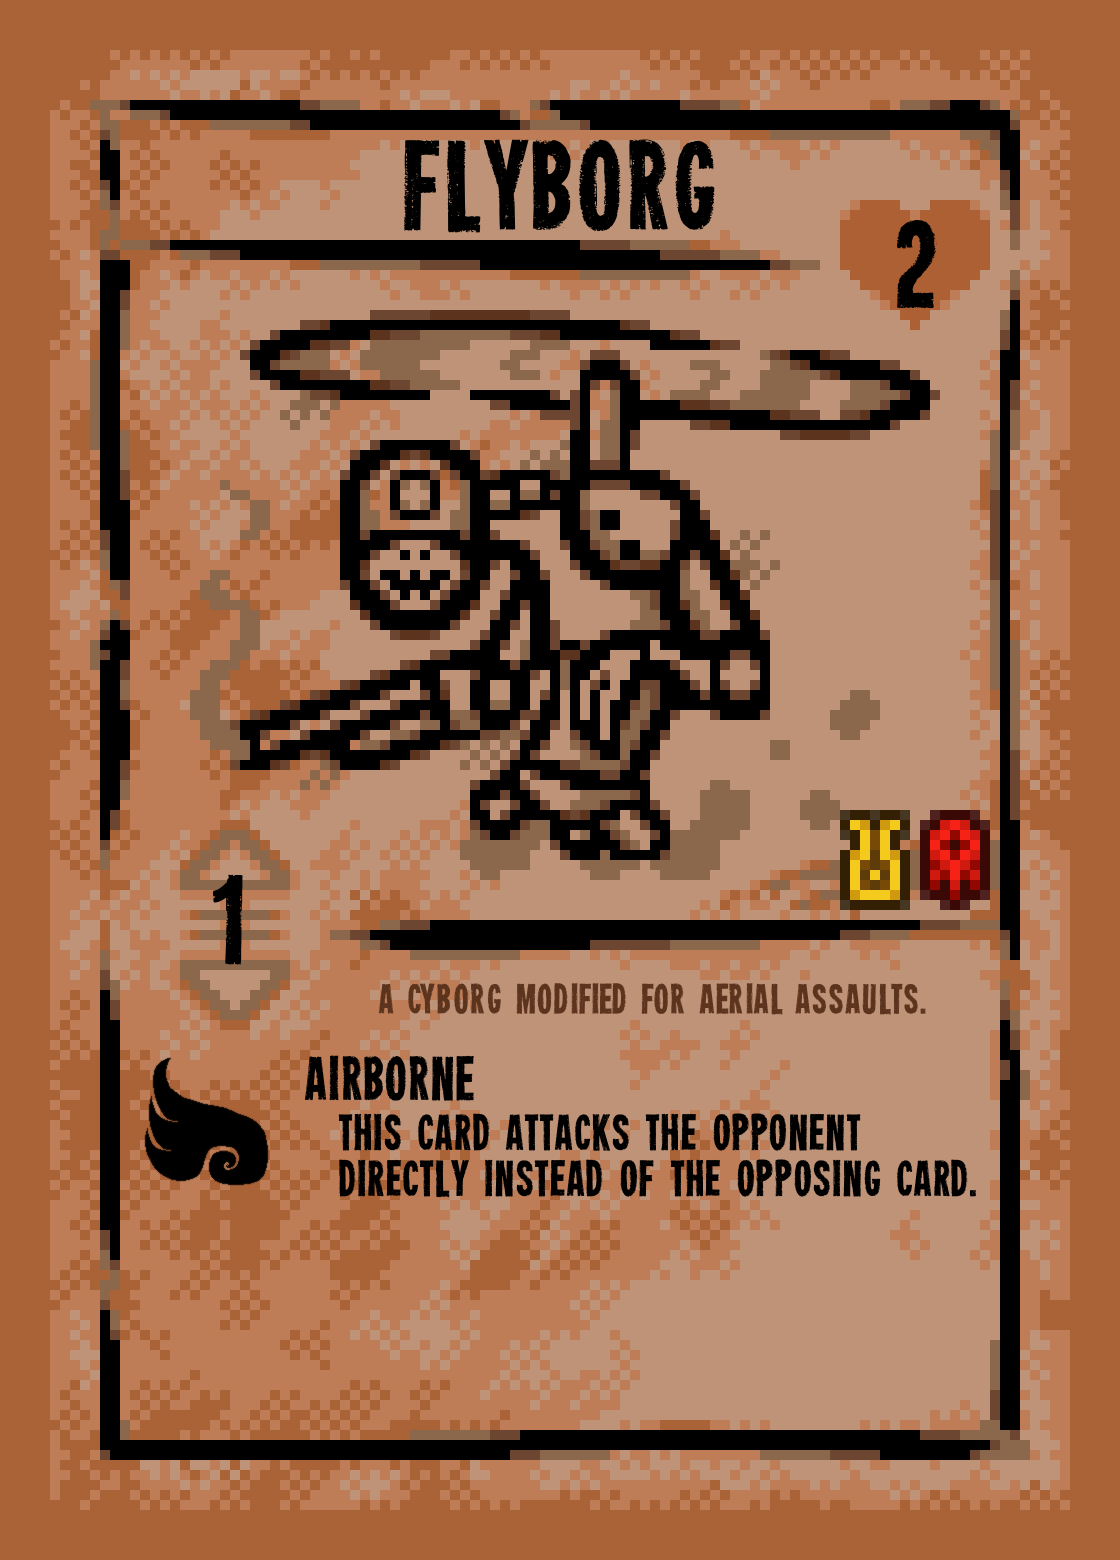 FLYBORG
2
1
A CYBORG MODIFIED FOR AERIAL ASSAULTS.
AIRBORNE
THIS CARD ATTACKS THE OPPONENT
DIRECTLY INSTEAD OF THE OPPOSING CARD.